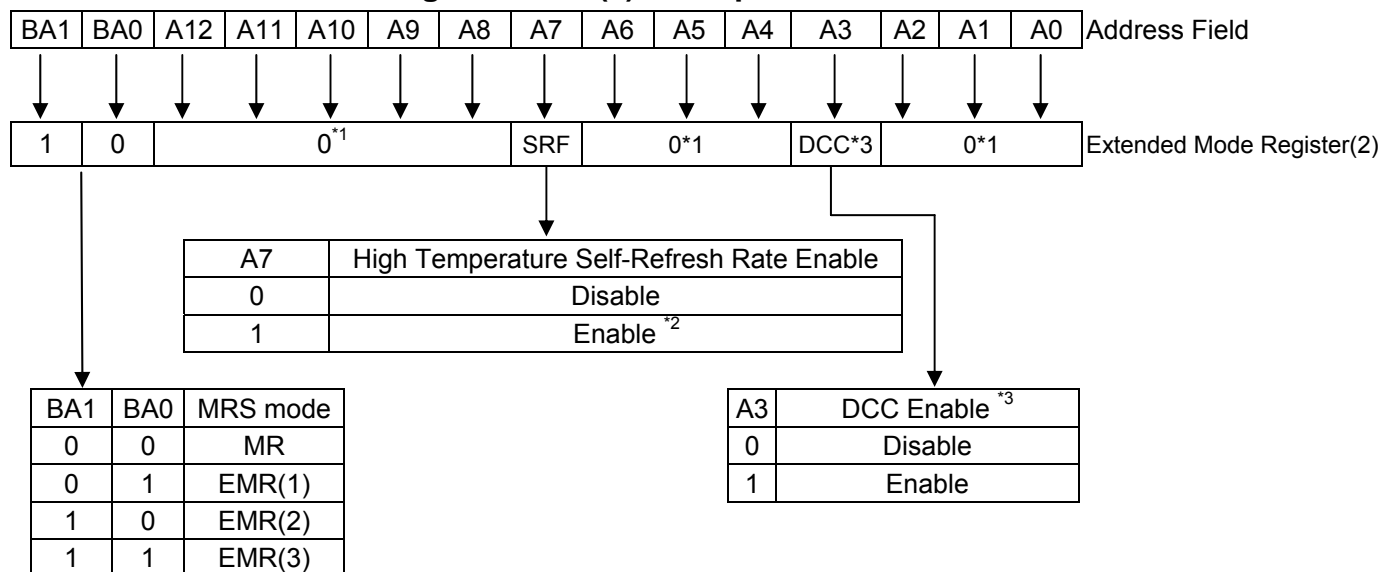 BA1 BA0 A12 A11 A10 A9 A8 A7 A6 A5 A4 A3 A2 A1 A0 Address Field
1 0 0*1 SRF 0*1 DCC*3 0*1 Extended Mode Register(2)
A7 High Temperature Self-Refresh Rate Enable
0 Disable
1 Enable *2
BA1 BA0 MRS mode
0 0 MR
0 1 EMR(1)
1 0 EMR(2)
1 1 EMR(3)
A3 DCC Enable *3
0 Disable
1 Enable